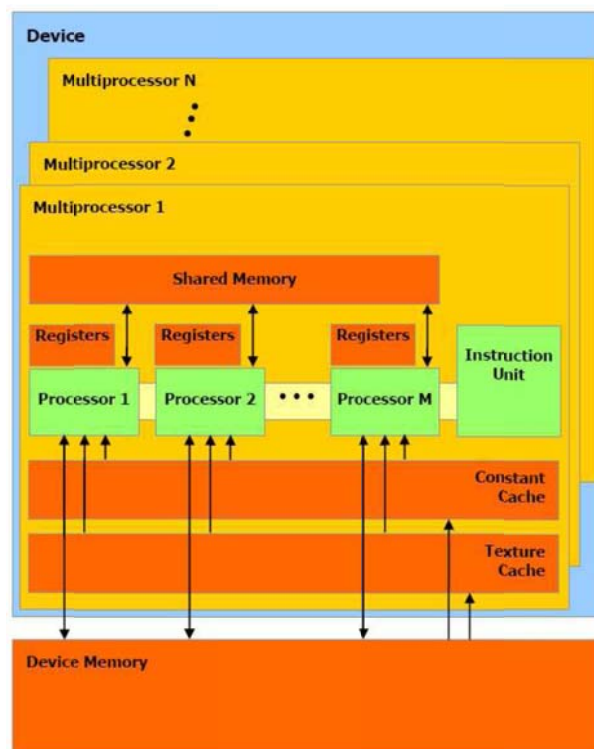 Device
Multiprocessor N
Multiprocessor 2
Multiprocessor 1
Shared Memory
Registers
Registers
Registers
Instruction
Unit
Processor 1
Processor 2
Processor M
Constant
Cache
Texture
Cache
Device Memory